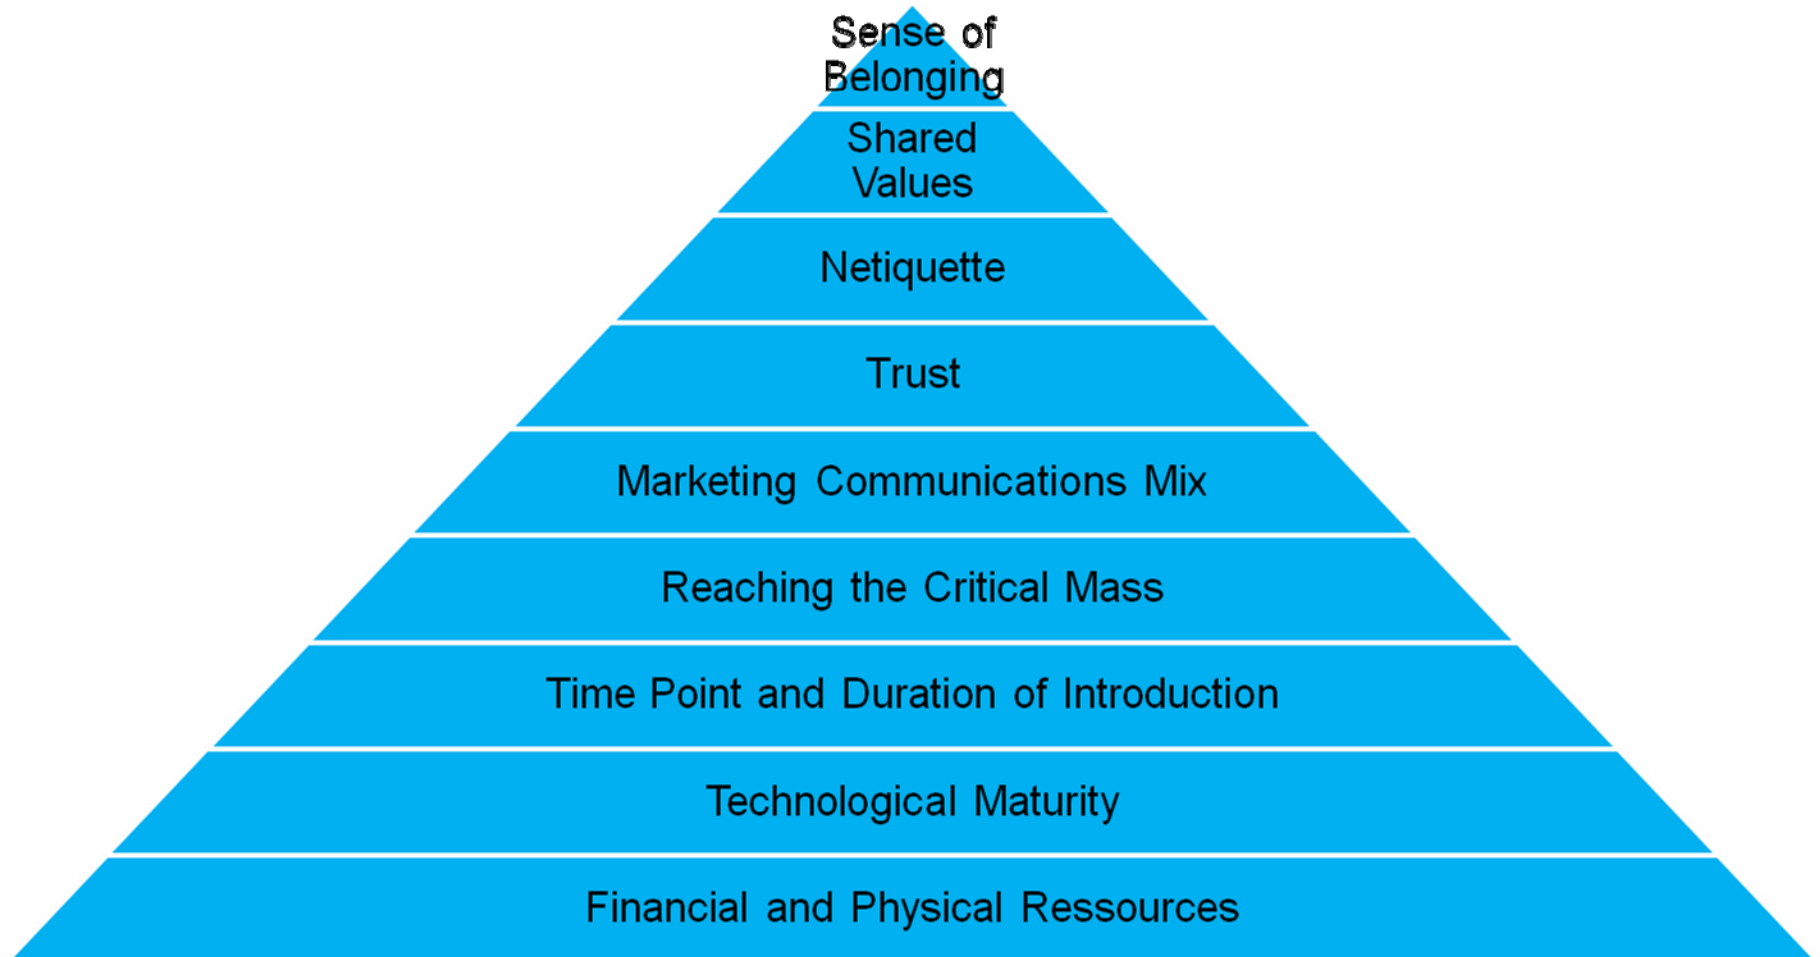 Sense of
Belonging
Shared
Values
Netiquette
Trust
Marketing Communications Mix
Reaching the Critical Mass
Time Point and Duration of Introduction
Technological Maturity
Financial and Physical Ressources